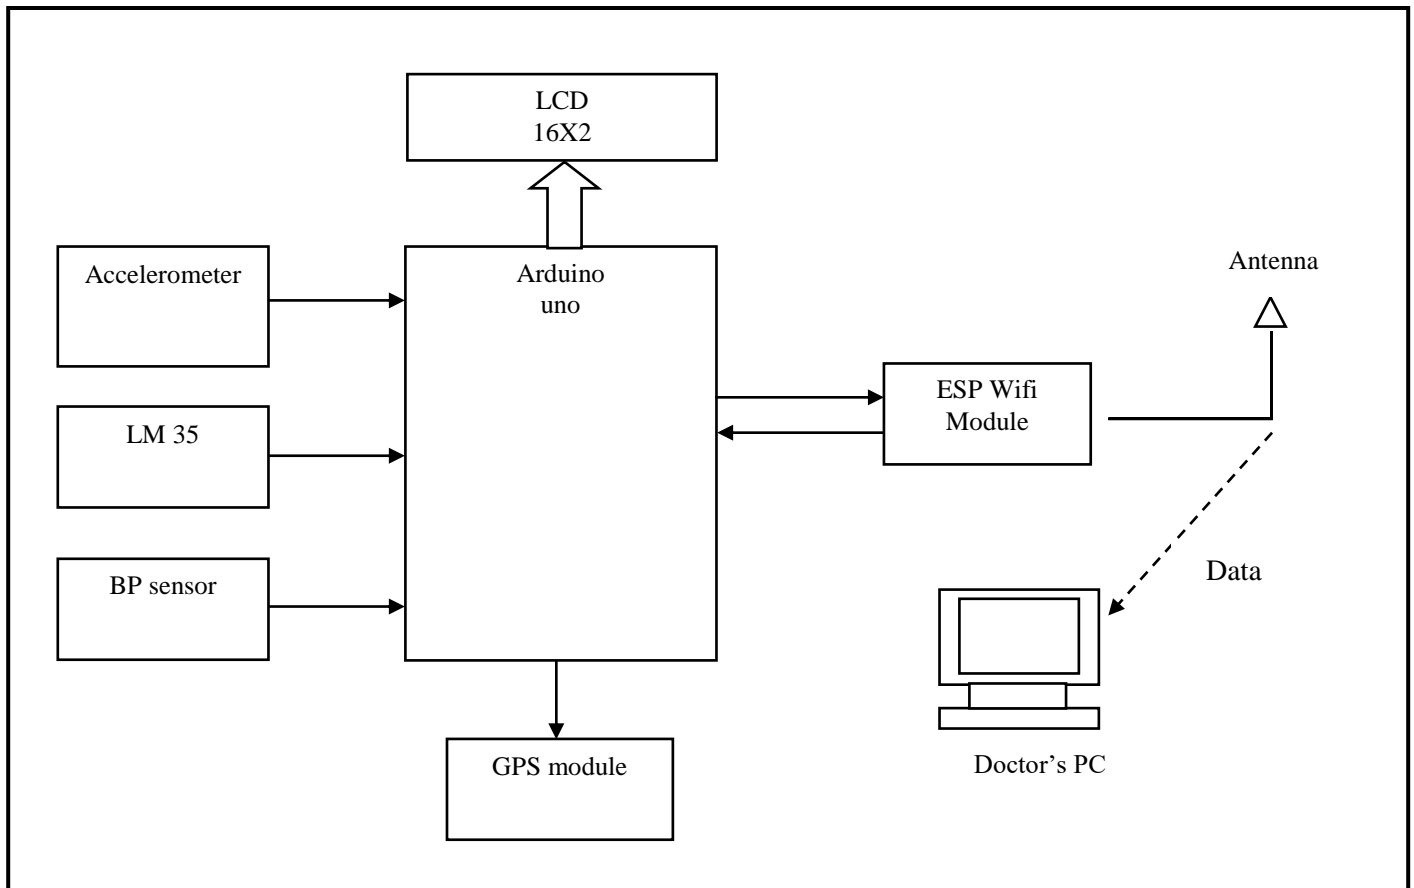 LCD
16X2
Accelerometer
Arduino
uno
Antenna
LM 35
ESP Wifi
Module
BP sensor
Data
GPS module
Doctor’s PC